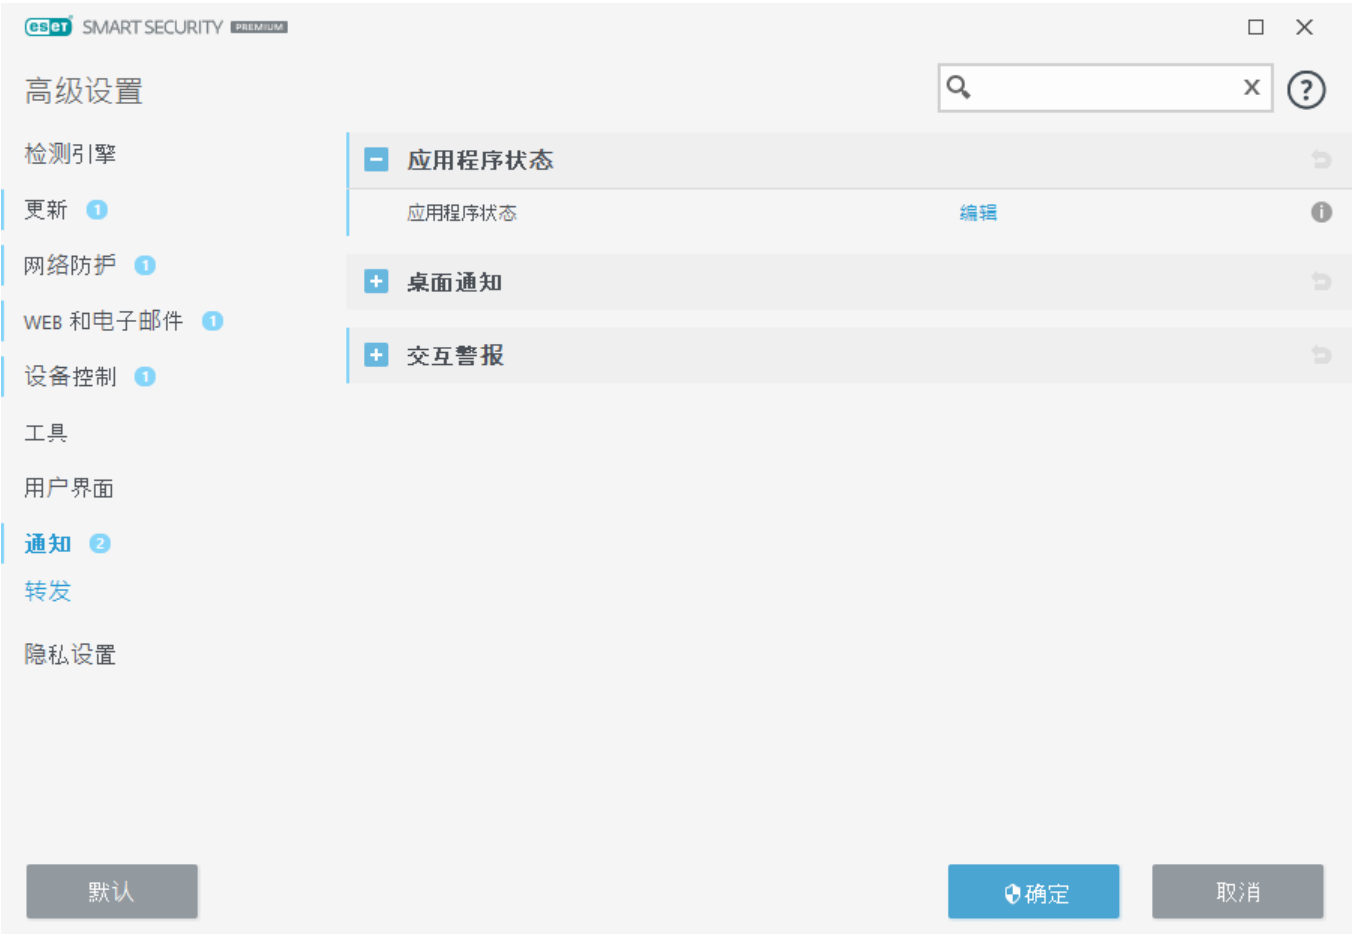 eseT SMART SECURITY PREMIUM
高级设置
检测引擎
更新 1
网络防护 1
WEB 和电子邮件 1
设备控制 1
工具
用户界面
通知 2
转发
隐私设置
应用程序状态
应用程序状态 编辑
桌面通知
交互警报
默认
确定
取消